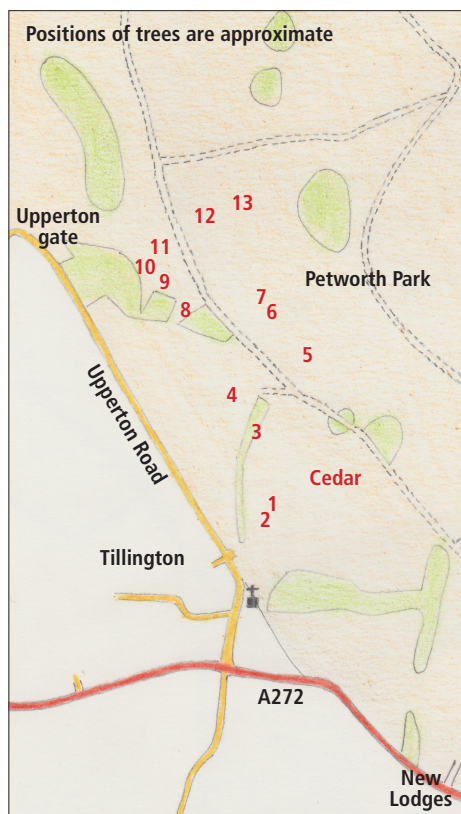 Positions of trees are approximate
13
12
Upperton
gate
11
10
9
Petworth Park
7
6
8
5
Upperton Road
4
3
Cedar
1
2
Tillington
A272
New
Lodges